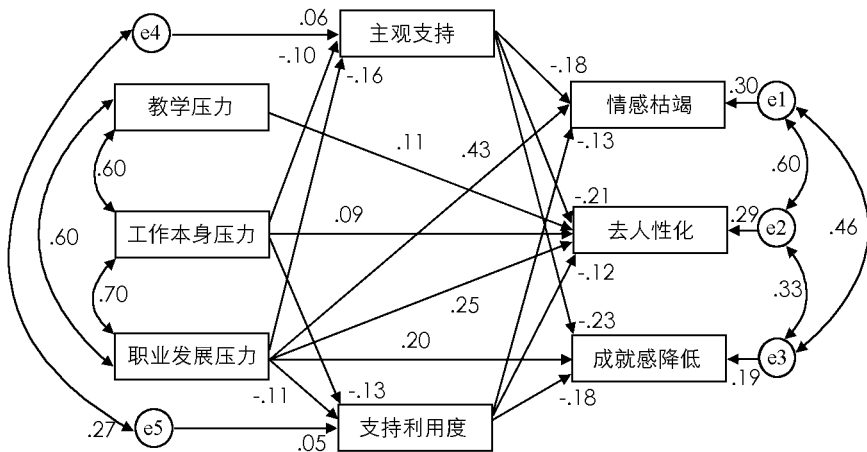 .06
主观支持
e4
-.10
-.18
-.16
.30
e1
教学压力
情感枯竭
.11
.43
-.13
.60
.60
-.21
.09
工作本身压力
去人性化
.29
e2
.46
.60
-.12
.70
.25
.33
-.23
职业发展压力
.20
成就感降低
e3
.19
-.11
-.13
-.18
.27
e5
支持利用度
.05